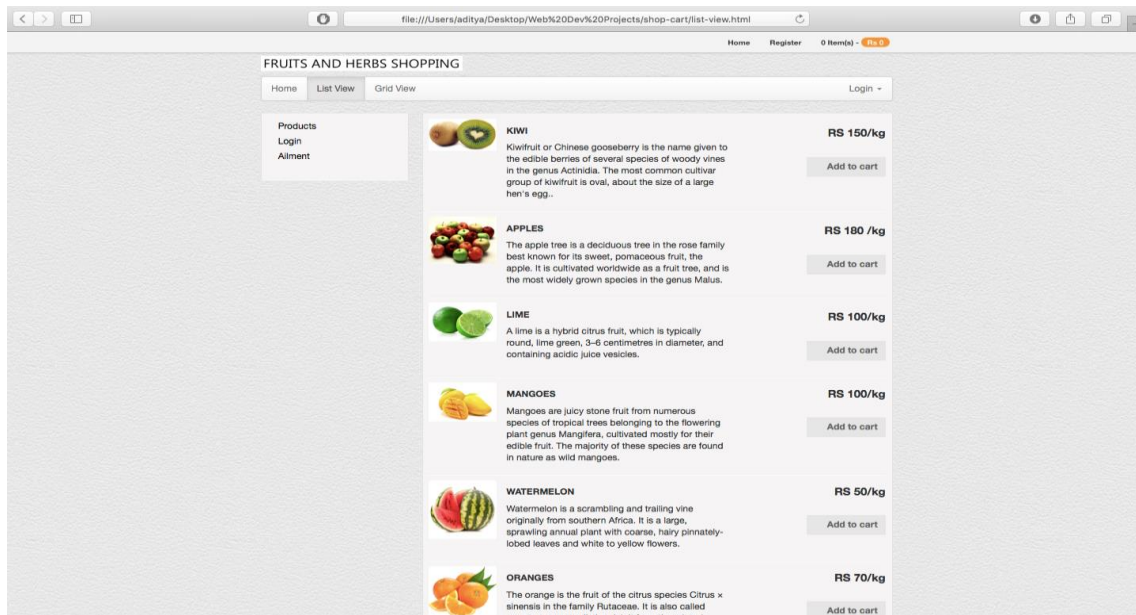 file:///Users/aditya/Desktop/Web%20Dev%20Projects/shop-cart/list-view.html
Home Register 0 Item(s) - Rs 0
FRUITS AND HERBS SHOPPING
Home List View Grid View Login
Products
Login
Ailment
KIWI
RS 150/kg
Kiwifruit or Chinese gooseberry is the name given to
the edible berries of several species of woody vines
in the genus Actinidia. The most common cultivar
group of kiwifruit is oval, about the size of a large
hen's egg..
Add to cart
APPLES
RS 180 /kg
The apple tree is a deciduous tree in the rose family
best known for its sweet, pomaceous fruit, the
apple. It is cultivated worldwide as a fruit tree, and is
the most widely grown species in the genus Malus.
Add to cart
LIME
RS 100/kg
A lime is a hybrid citrus fruit, which is typically
round, lime green, 3–6 centimetres in diameter, and
containing acidic juice vesicles.
Add to cart
MANGOES
RS 100/kg
Mangoes are juicy stone fruit from numerous
species of tropical trees belonging to the flowering
plant genus Mangifera, cultivated mostly for their
edible fruit. The majority of these species are found
in nature as wild mangoes.
Add to cart
WATERMELON
RS 50/kg
Watermelon is a scrambling and trailing vine
originally from southern Africa. It is a large,
sprawling annual plant with coarse, hairy pinnately-
lobed leaves and white to yellow flowers.
Add to cart
ORANGES
RS 70/kg
The orange is the fruit of the citrus species Citrus ×
sinensis in the family Rutaceae. It is also called
Add to cart